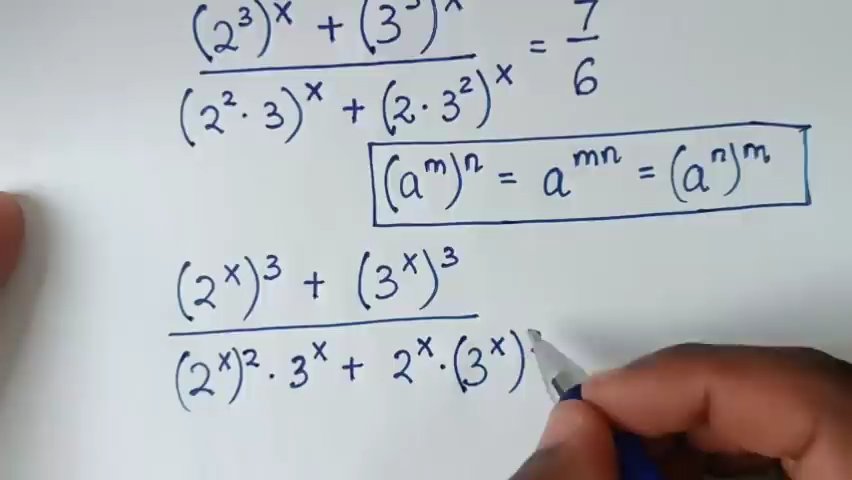 (2³)ˣ + (3³)ˣ
/ (2²·3)ˣ + (2·3²)ˣ = 7/6
(aᵐ)ⁿ = aᵐⁿ = (aⁿ)ᵐ
(2ˣ)³ + (3ˣ)³
/ (2ˣ)²·3ˣ + 2ˣ·(3ˣ)